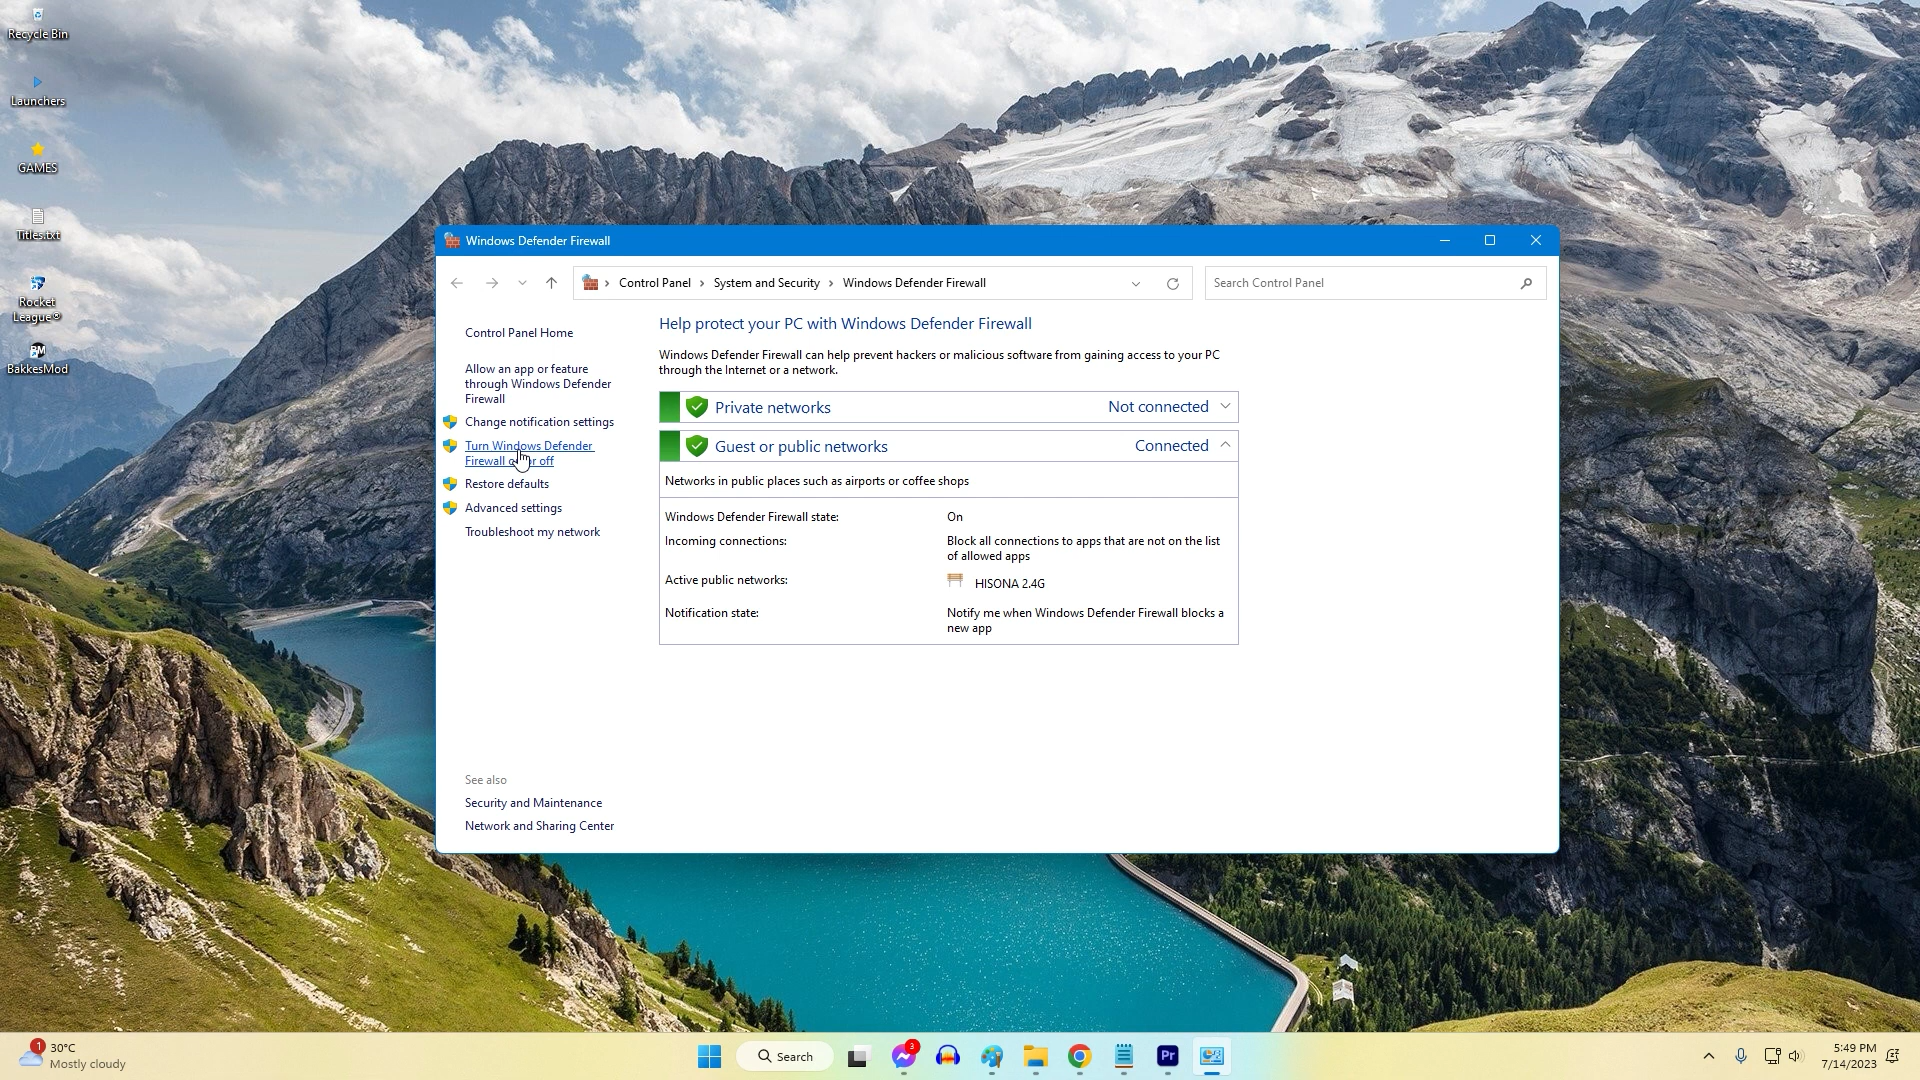 Recycle Bin
Launchers
GAMES
Titles.txt
Rocket
League®
BM
BakkesMod
Windows Defender Firewall
Control Panel > System and Security > Windows Defender Firewall
Search Control Panel
Control Panel Home
Allow an app or feature
through Windows Defender
Firewall
Change notification settings
Turn Windows Defender
Firewall or off
Restore defaults
Advanced settings
Troubleshoot my network
See also
Security and Maintenance
Network and Sharing Center
Help protect your PC with Windows Defender Firewall
Windows Defender Firewall can help prevent hackers or malicious software from gaining access to your PC
through the Internet or a network.
Private networks Not connected
Guest or public networks Connected
Networks in public places such as airports or coffee shops
Windows Defender Firewall state: On
Incoming connections: Block all connections to apps that are not on the list
of allowed apps
Active public networks: HISONA 2.4G
Notification state: Notify me when Windows Defender Firewall blocks a
new app
1
30°C
Mostly cloudy
Search
3
Pr
5:49 PM
7/14/2023